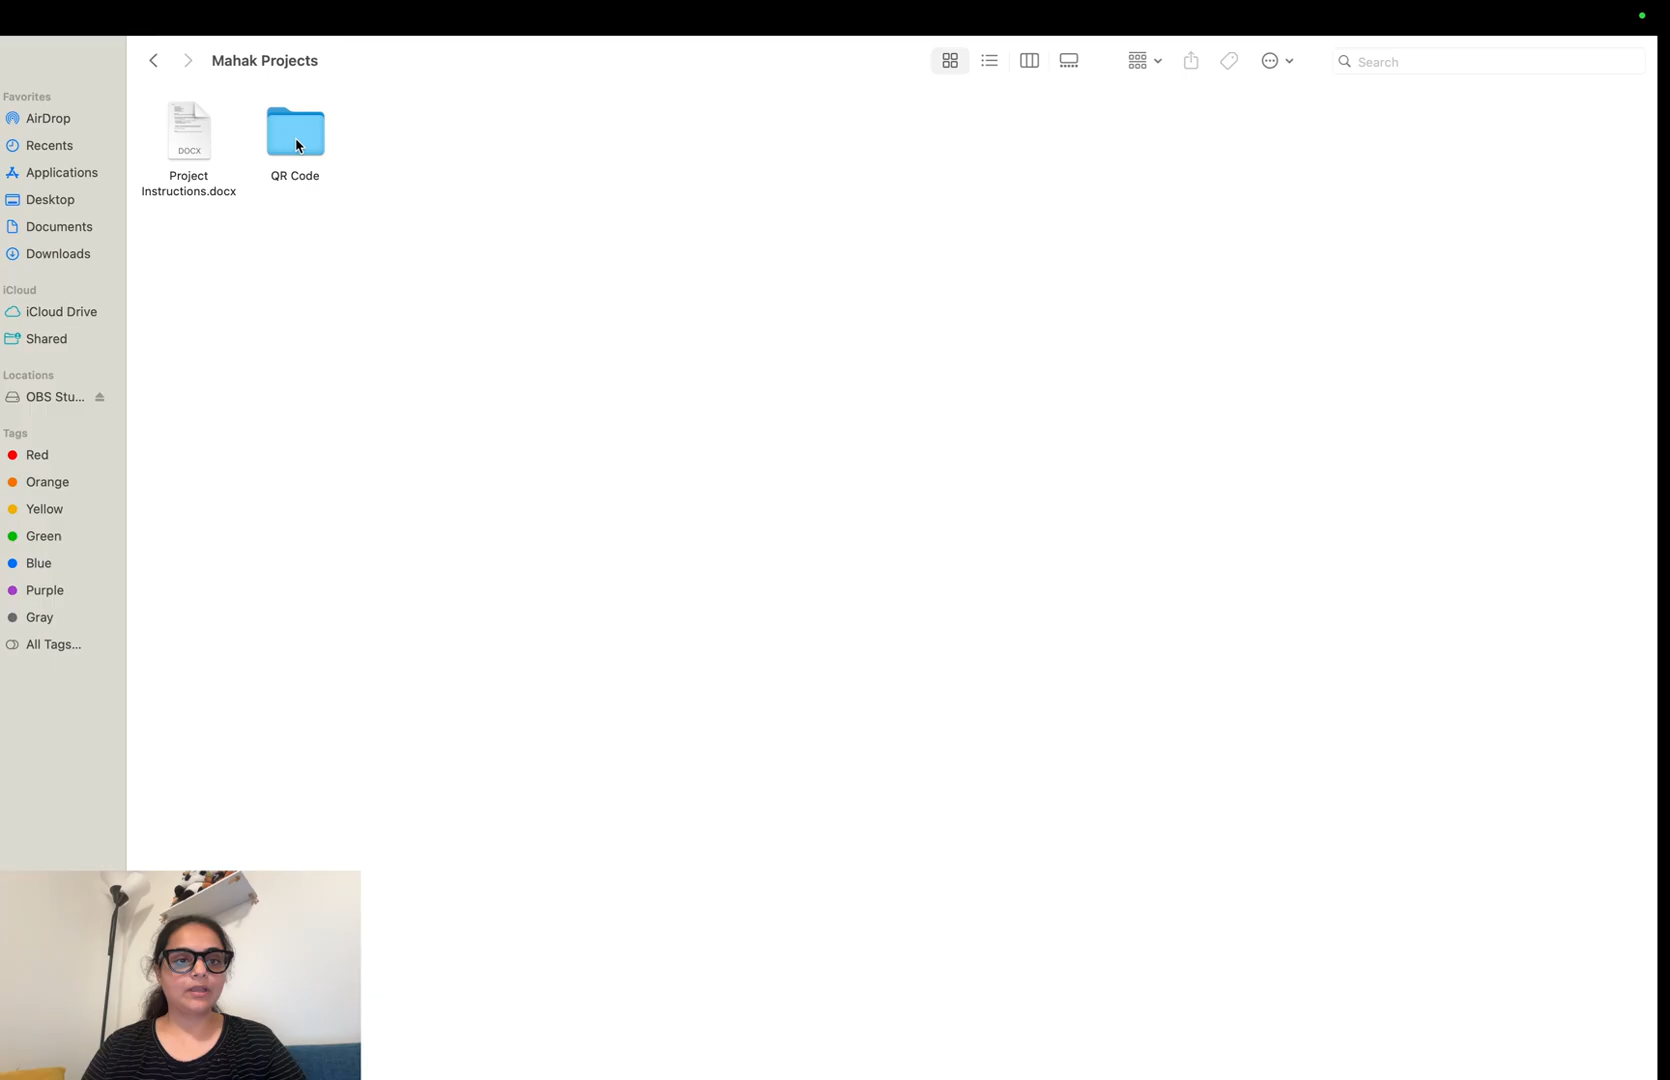 Mahak Projects
Search
Favorites
AirDrop
Recents
Applications
Desktop
Documents
Downloads
iCloud
iCloud Drive
Shared
Locations
OBS Stu...
Tags
Red
Orange
Yellow
Green
Blue
Purple
Gray
All Tags...
DOCX
Project
Instructions.docx
QR Code